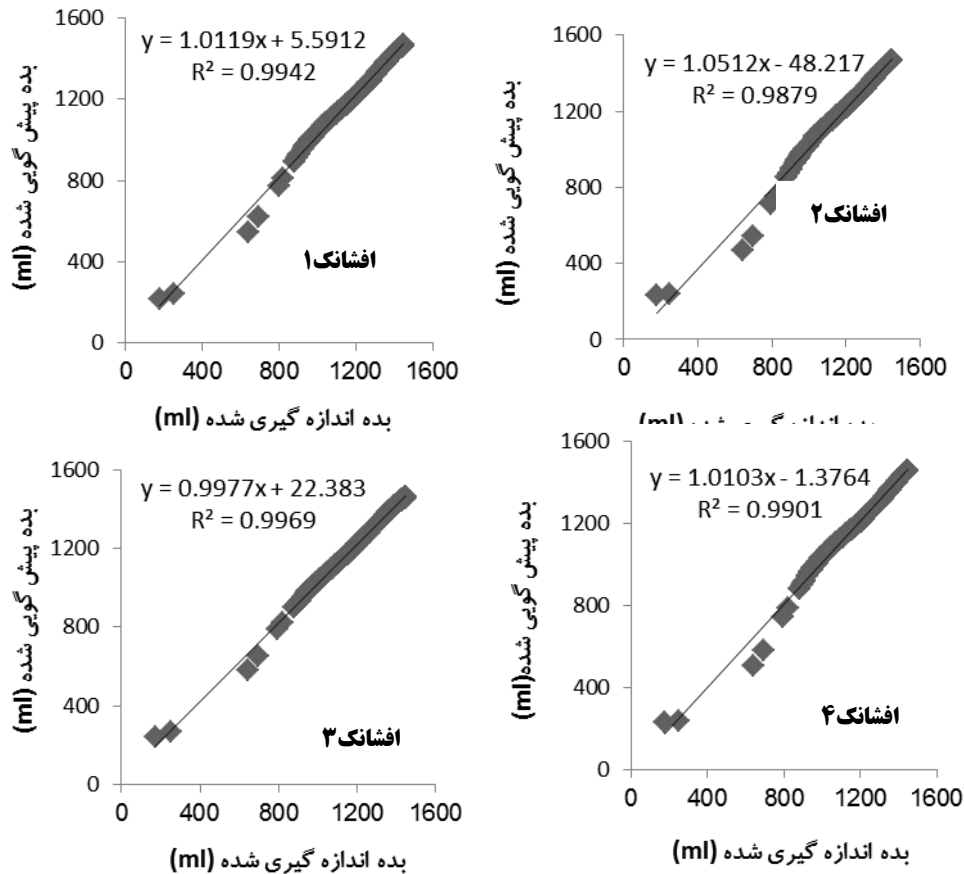 بده پیش گویی شده (ml)
1600
1200
800
400
0
y = 1.0119x + 5.5912
R² = 0.9942
افشانک۱
0 400 800 1200 1600
بده اندازه گیری شده (ml)
بده پیش گویی شده (ml)
1600
1200
800
400
0
y = 1.0512x - 48.217
R² = 0.9879
افشانک۲
0 400 800 1200 1600
بده اندازه گیری شده (ml)
بده پیش گویی شده (ml)
1600
1200
800
400
0
y = 0.9977x + 22.383
R² = 0.9969
افشانک۳
0 400 800 1200 1600
بده اندازه گیری شده (ml)
بده پیش گویی شده(ml)
1600
1200
800
400
0
y = 1.0103x - 1.3764
R² = 0.9901
افشانک۴
0 400 800 1200 1600
بده اندازه گیری شده (ml)